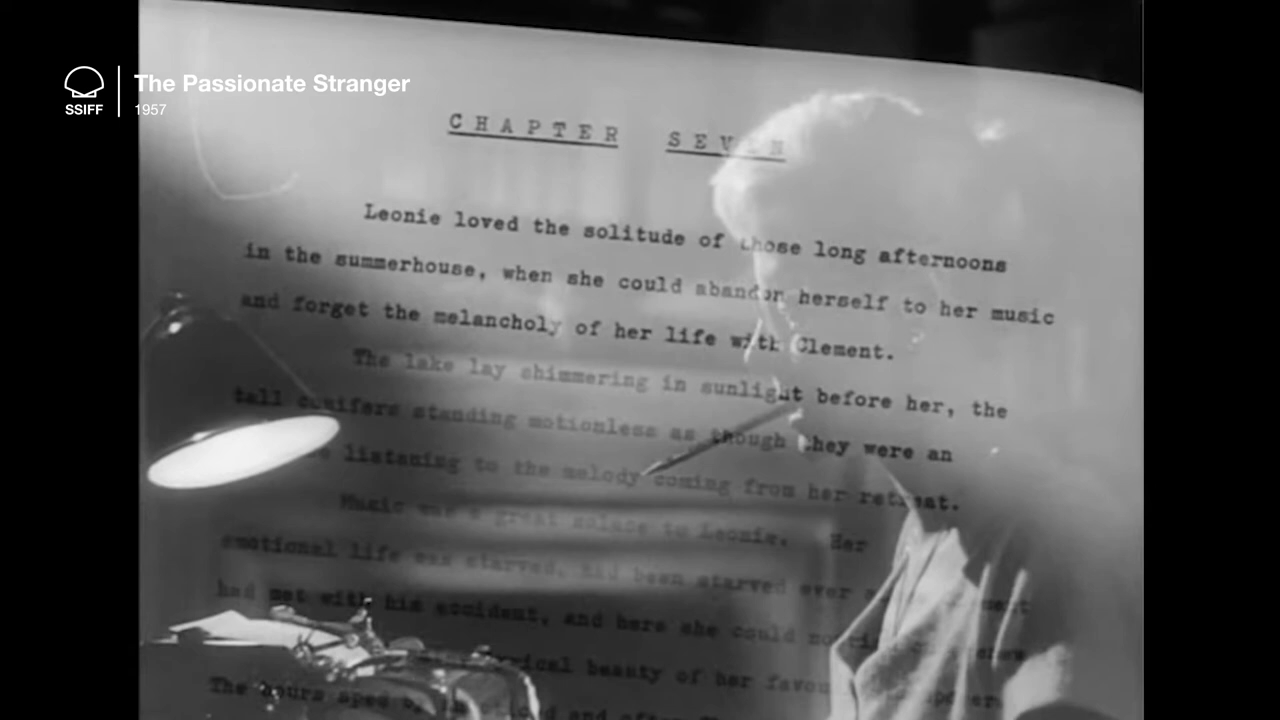 The Passionate Stranger
SSIFF
1957
CHAPTER SEVEN
Leonie loved the solitude of those long afternoons
in the summerhouse, when she could abandon herself to her music
and forget the melancholy of her life with Clement.
The lake lay shimmering in sunlight before her, the
tall conifers standing motionless as though they were an
listening to the melody coming from her retreat.
Music was a great solace to Leonie. Her
emotional life was starved, had been starved ever
had met with his accident, and here she could
beauty of her
The hours sped and